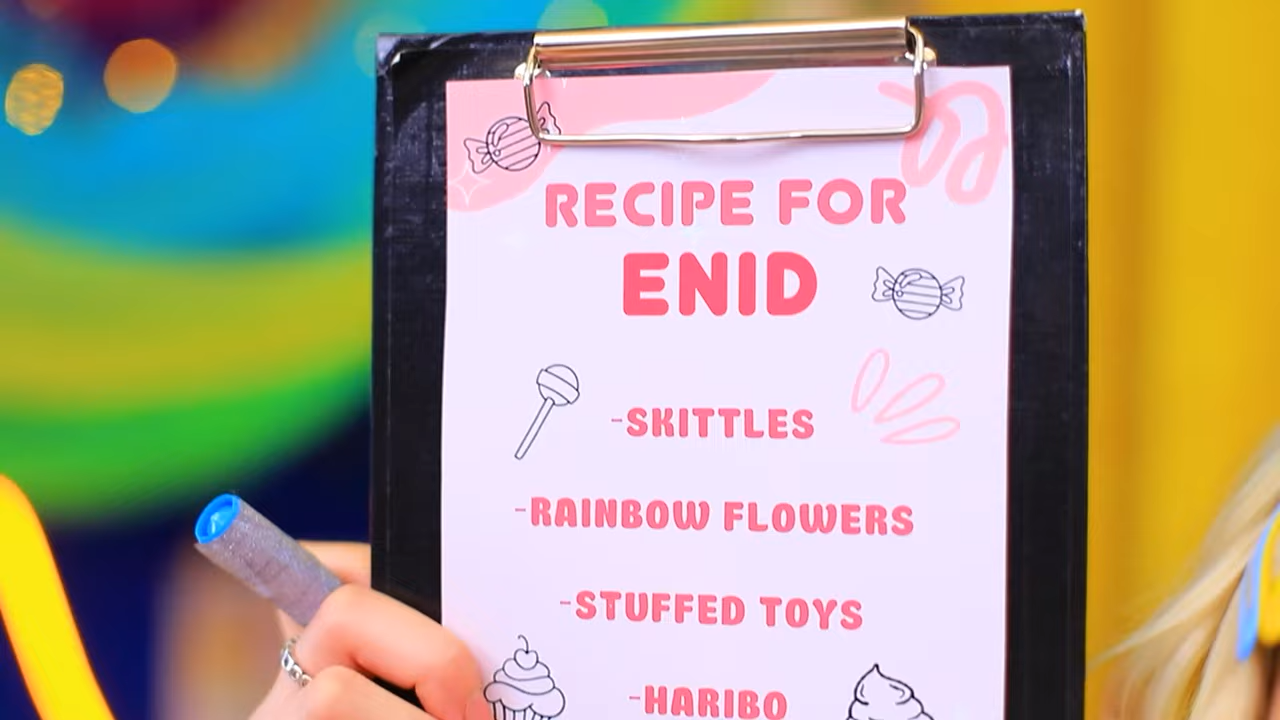 RECIPE FOR
ENID
-SKITTLES
-RAINBOW FLOWERS
-STUFFED TOYS
-HARIBO